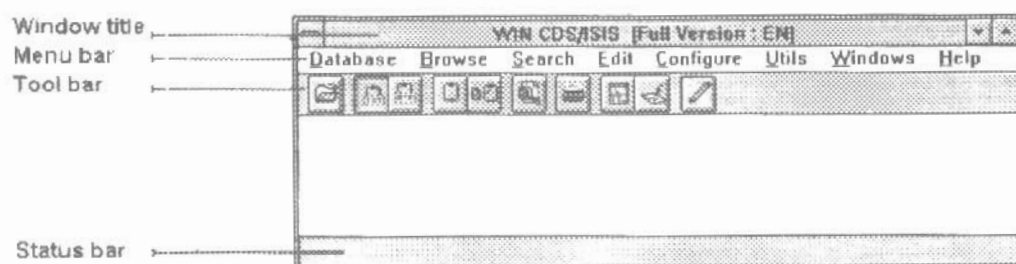 Window title
WIN CDS/ISIS [Full Version : EN]
Menu bar
Database Browse Search Edit Configure Utils Windows Help
Tool bar
Status bar